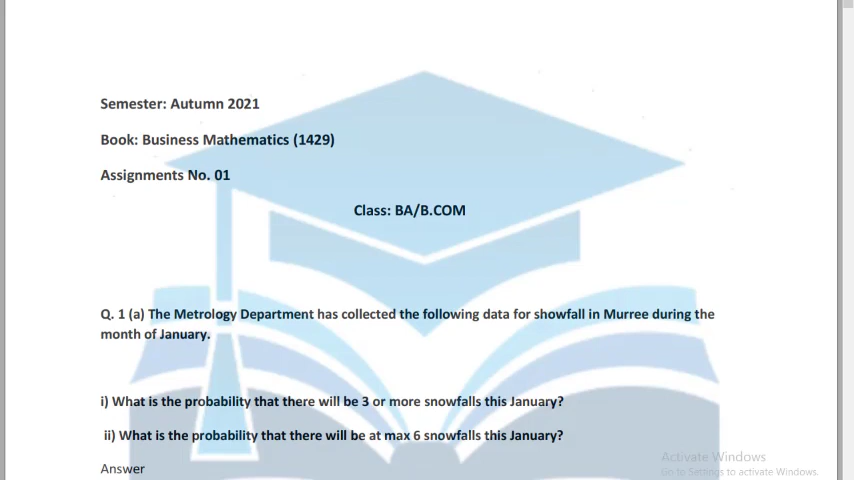 Semester: Autumn 2021
Book: Business Mathematics (1429)
Assignments No. 01
Class: BA/B.COM
Q. 1 (a) The Metrology Department has collected the following data for showfall in Murree during the
month of January.
i) What is the probability that there will be 3 or more snowfalls this January?
ii) What is the probability that there will be at max 6 snowfalls this January?
Answer
Activate Windows
Go to Settings to activate Windows.